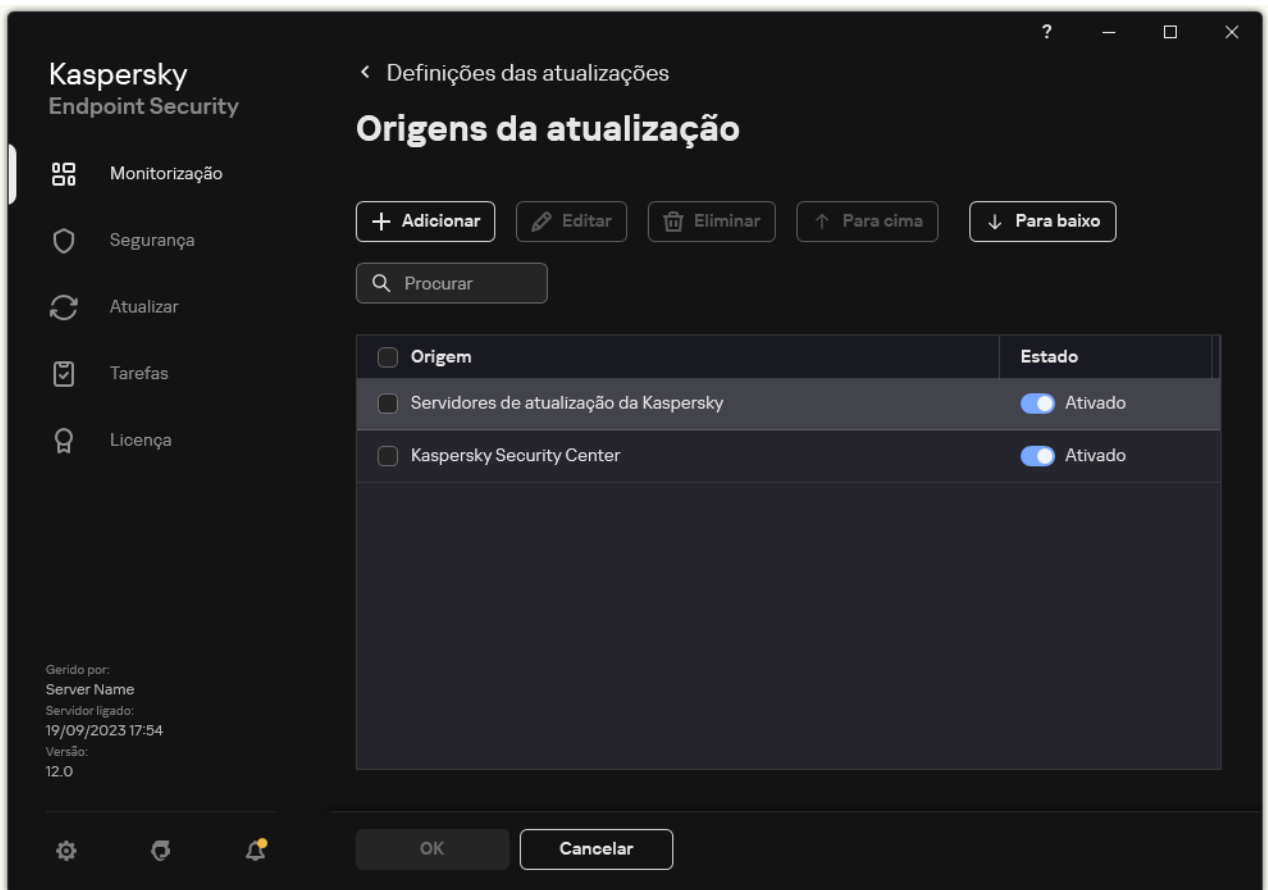 ?
Kaspersky
Endpoint Security
Monitorização
Segurança
Atualizar
Tarefas
Licença
Gerido por:
Server Name
Servidor ligado:
19/09/2023 17:54
Versão:
12.0
Definições das atualizações
Origens da atualização
Adicionar Editar Eliminar Para cima Para baixo
Procurar
Origem Estado
Servidores de atualização da Kaspersky Ativado
Kaspersky Security Center Ativado
OK Cancelar